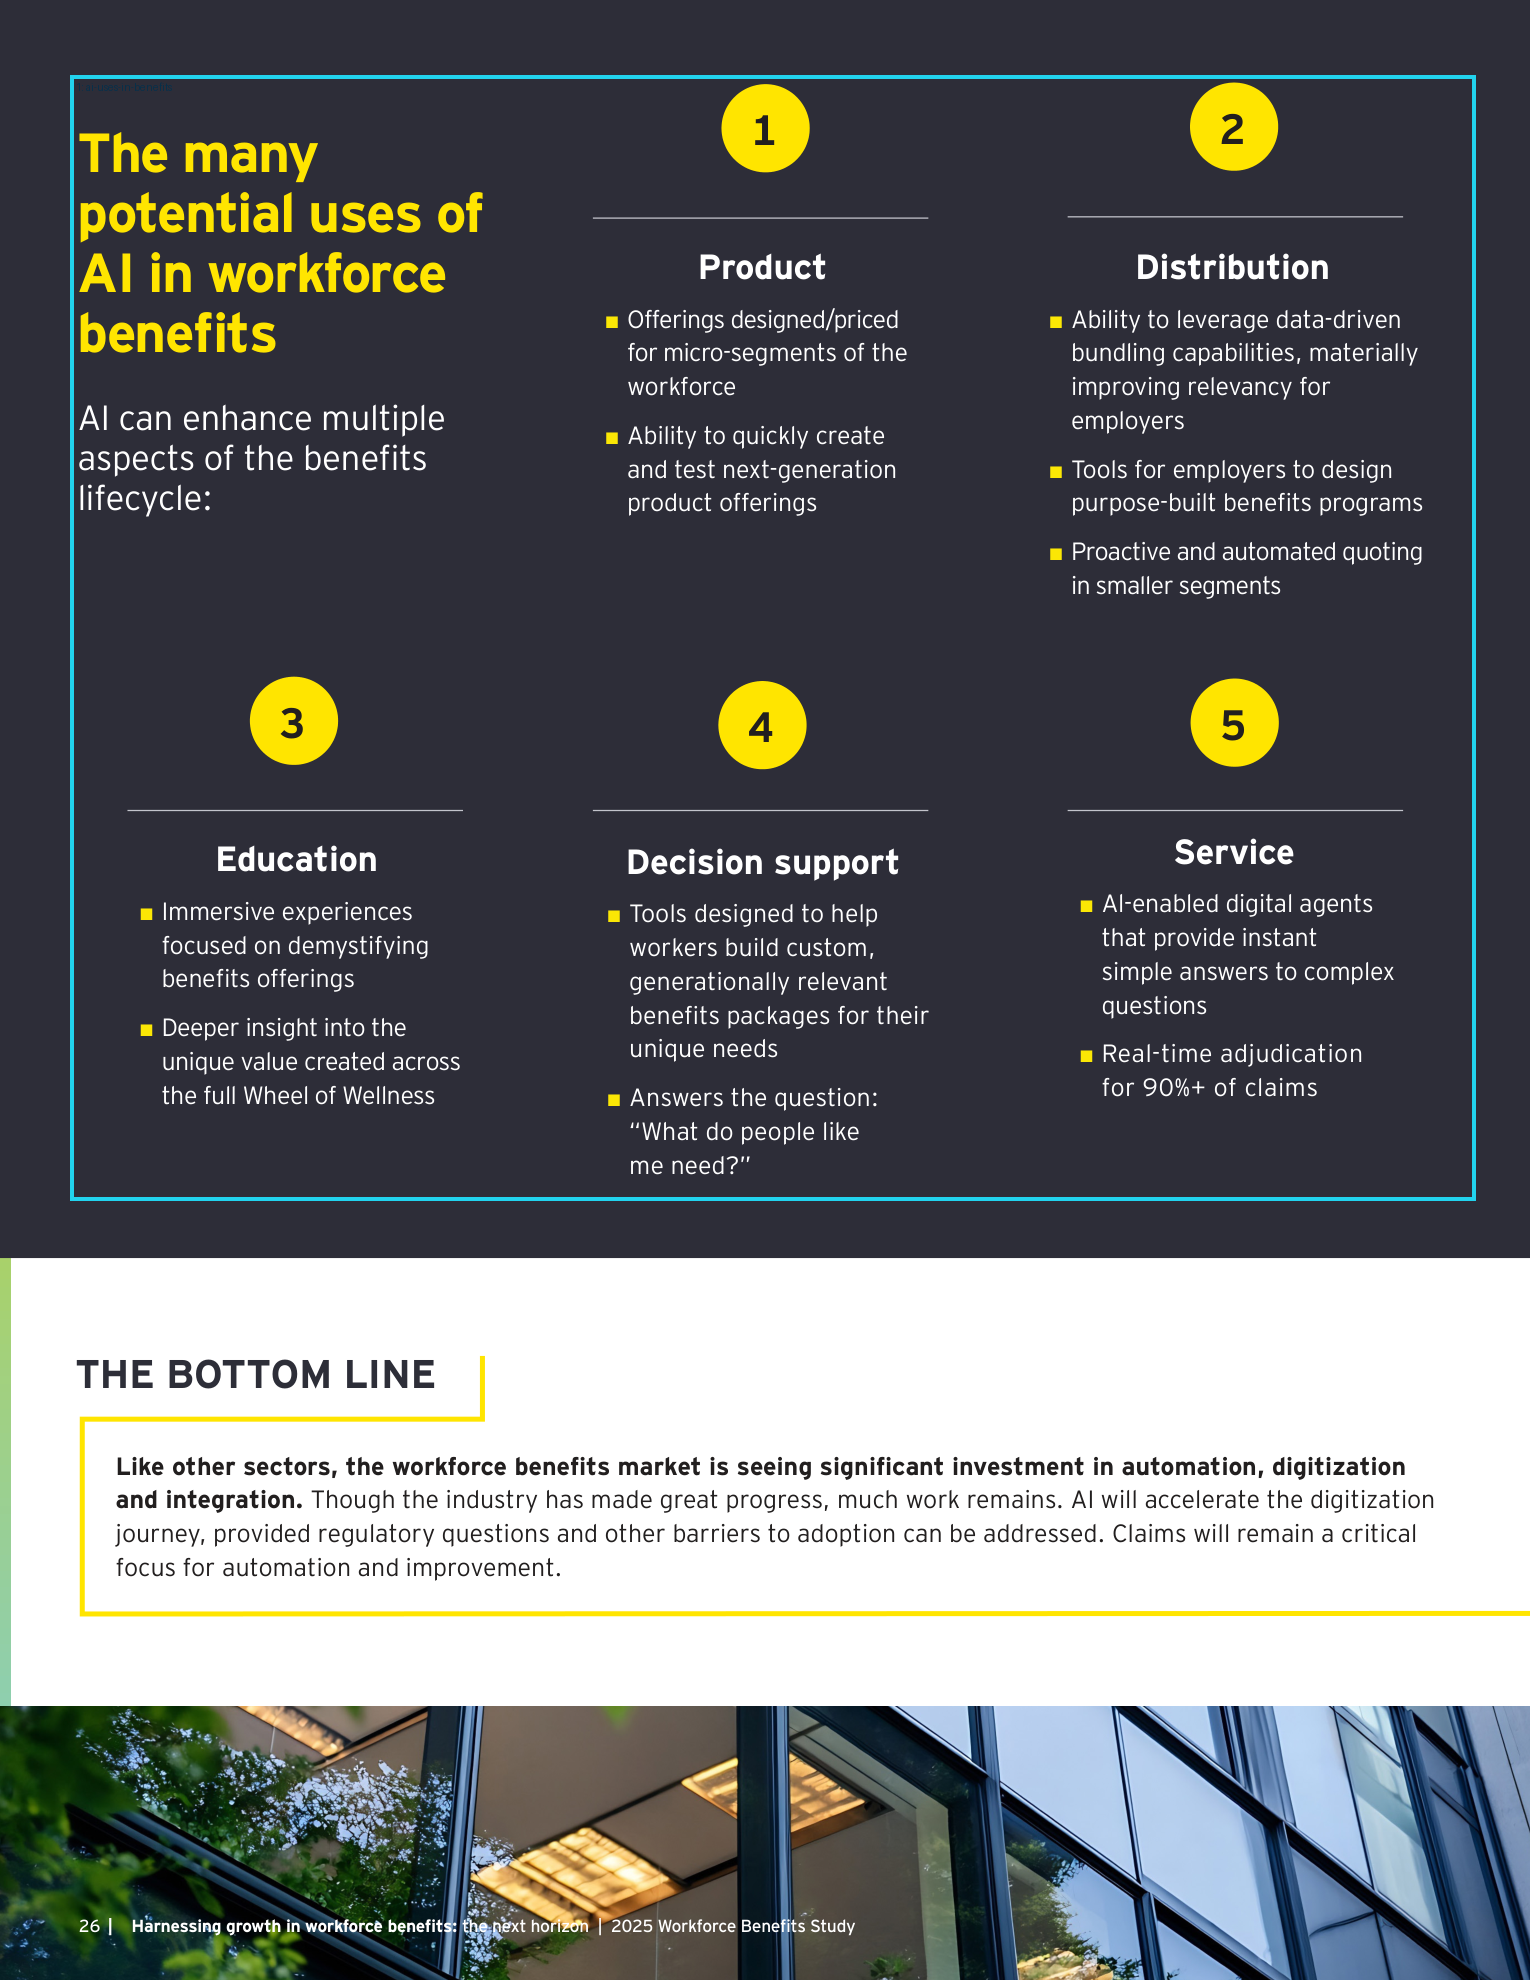 The many
potential uses of
AI in workforce
benefits
AI can enhance multiple
aspects of the benefits
lifecycle:
1
Product
■ Offerings designed/priced
for micro-segments of the
workforce
■ Ability to quickly create
and test next-generation
product offerings
2
Distribution
■ Ability to leverage data-driven
bundling capabilities, materially
improving relevancy for
employers
■ Tools for employers to design
purpose-built benefits programs
■ Proactive and automated quoting
in smaller segments
3
Education
■ Immersive experiences
focused on demystifying
benefits offerings
■ Deeper insight into the
unique value created across
the full Wheel of Wellness
4
Decision support
■ Tools designed to help
workers build custom,
generationally relevant
benefits packages for their
unique needs
■ Answers the question:
“What do people like
me need?”
5
Service
■ AI-enabled digital agents
that provide instant
simple answers to complex
questions
■ Real-time adjudication
for 90%+ of claims
THE BOTTOM LINE
Like other sectors, the workforce benefits market is seeing significant investment in automation, digitization
and integration. Though the industry has made great progress, much work remains. AI will accelerate the digitization
journey, provided regulatory questions and other barriers to adoption can be addressed. Claims will remain a critical
focus for automation and improvement.
26 | Harnessing growth in workforce benefits: the next horizon | 2025 Workforce Benefits Study